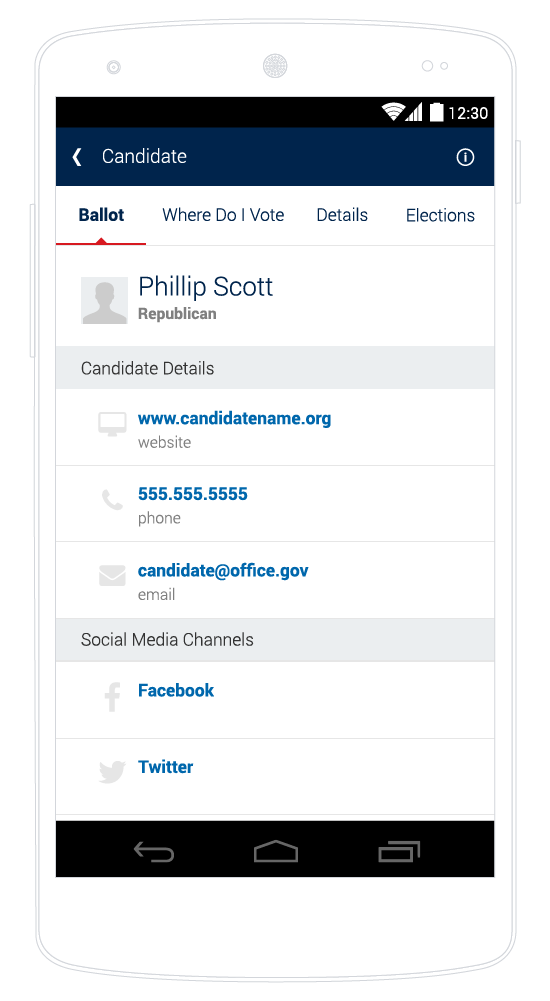 12:30
Candidate
Ballot Where Do I Vote Details Elections
Phillip Scott
Republican
Candidate Details
www.candidatename.org
website
555.555.5555
phone
candidate@office.gov
email
Social Media Channels
Facebook
Twitter